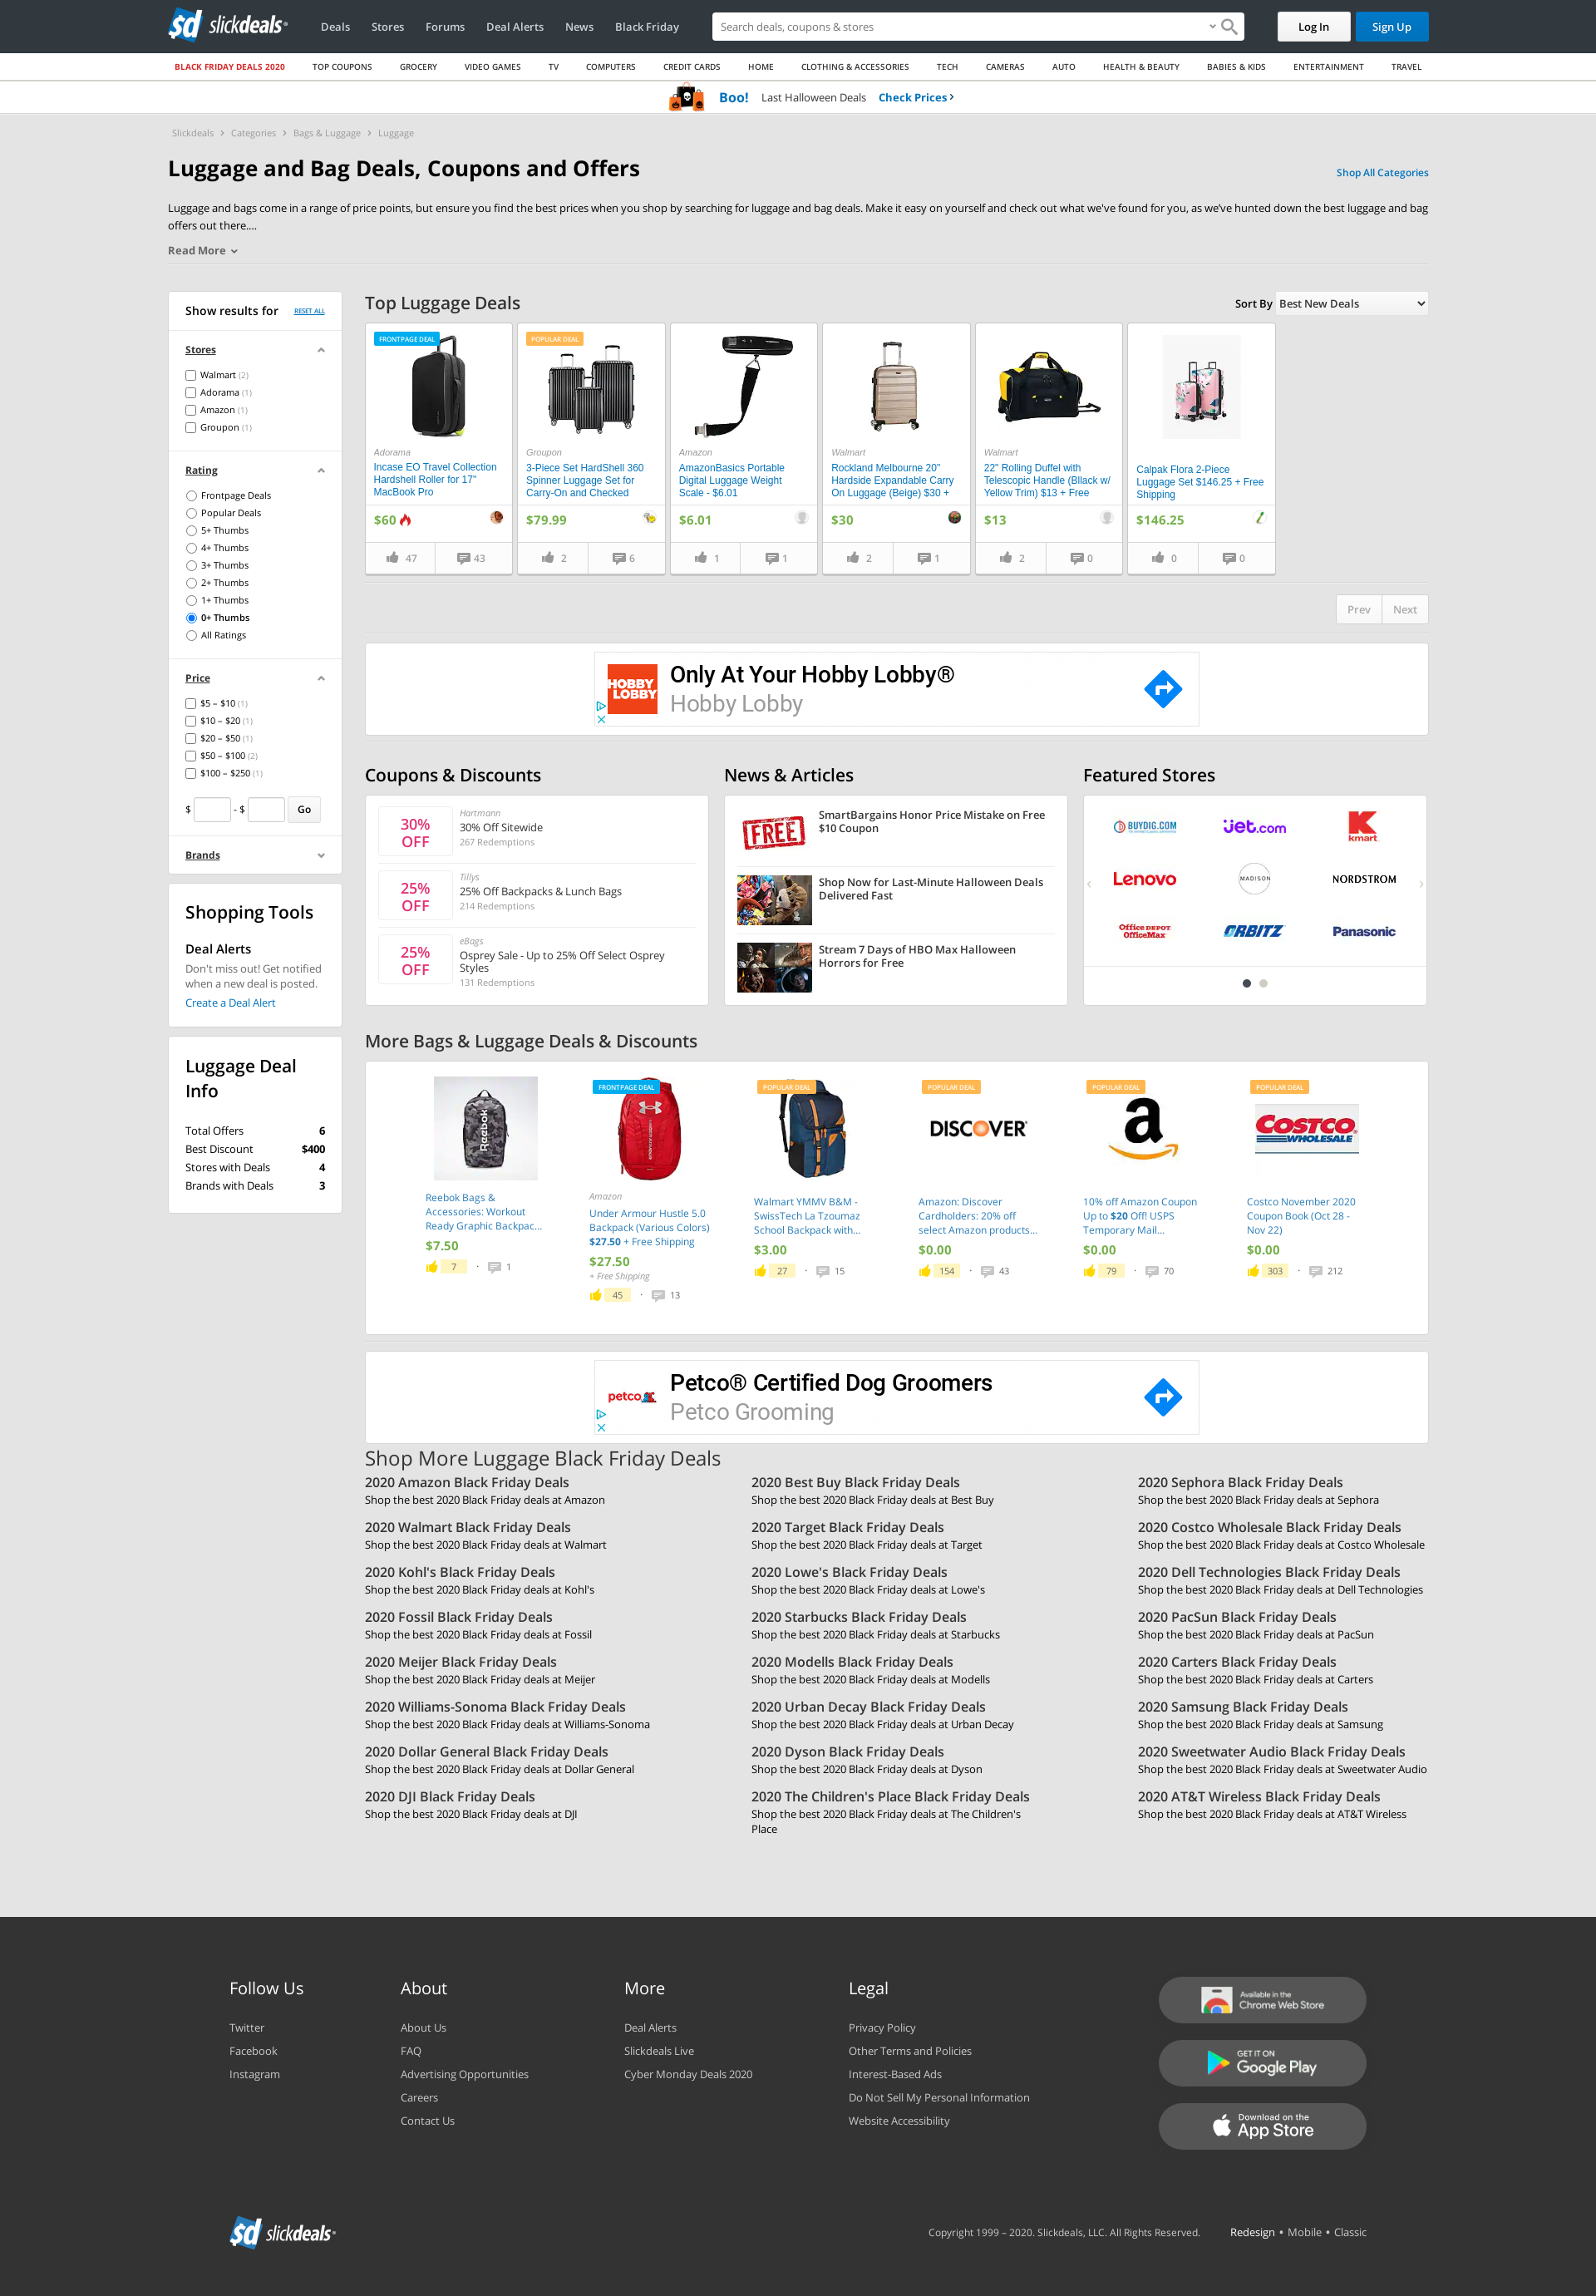 sd slickdeals
Deals Stores Forums Deal Alerts News Black Friday
Search deals, coupons & stores
Log In Sign Up
BLACK FRIDAY DEALS 2020 TOP COUPONS GROCERY VIDEO GAMES TV COMPUTERS CREDIT CARDS HOME CLOTHING & ACCESSORIES TECH CAMERAS AUTO HEALTH & BEAUTY BABIES & KIDS ENTERTAINMENT TRAVEL
Boo! Last Halloween Deals Check Prices ›
Slickdeals › Categories › Bags & Luggage › Luggage
Luggage and Bag Deals, Coupons and Offers
Shop All Categories
Luggage and bags come in a range of price points, but ensure you find the best prices when you shop by searching for luggage and bag deals. Make it easy on yourself and check out what we've found for you, as we've hunted down the best luggage and bag
offers out there....
Read More
Show results for RESET ALL
Stores
Walmart (2)
Adorama (1)
Amazon (1)
Groupon (1)
Rating
Frontpage Deals
Popular Deals
5+ Thumbs
4+ Thumbs
3+ Thumbs
2+ Thumbs
1+ Thumbs
0+ Thumbs
All Ratings
Price
$5 – $10 (1)
$10 – $20 (1)
$20 – $50 (1)
$50 – $100 (2)
$100 – $250 (1)
$ - $ Go
Brands
Shopping Tools
Deal Alerts
Don't miss out! Get notified
when a new deal is posted.
Create a Deal Alert
Luggage Deal
Info
Total Offers 6
Best Discount $400
Stores with Deals 4
Brands with Deals 3
Top Luggage Deals
Sort By Best New Deals
FRONTPAGE DEAL
Adorama
Incase EO Travel Collection
Hardshell Roller for 17"
MacBook Pro
$60
47 43
POPULAR DEAL
Groupon
3-Piece Set HardShell 360
Spinner Luggage Set for
Carry-On and Checked
$79.99
2 6
Amazon
AmazonBasics Portable
Digital Luggage Weight
Scale - $6.01
$6.01
1 1
Walmart
Rockland Melbourne 20"
Hardside Expandable Carry
On Luggage (Beige) $30 +
$30
2 1
Walmart
22" Rolling Duffel with
Telescopic Handle (Bllack w/
Yellow Trim) $13 + Free
$13
2 0
Calpak Flora 2-Piece
Luggage Set $146.25 + Free
Shipping
$146.25
0 0
Prev Next
HOBBY LOBBY
Only At Your Hobby Lobby®
Hobby Lobby
Coupons & Discounts
30% OFF
Hartmann
30% Off Sitewide
267 Redemptions
25% OFF
Tillys
25% Off Backpacks & Lunch Bags
214 Redemptions
25% OFF
eBags
Osprey Sale - Up to 25% Off Select Osprey
Styles
131 Redemptions
News & Articles
FREE
SmartBargains Honor Price Mistake on Free
$10 Coupon
Shop Now for Last-Minute Halloween Deals
Delivered Fast
Stream 7 Days of HBO Max Halloween
Horrors for Free
Featured Stores
BUYDIG.COM jet.com K kmart
Lenovo MADISON NORDSTROM
Office DEPOT OfficeMax ORBITZ Panasonic
More Bags & Luggage Deals & Discounts
Reebok
Reebok Bags &
Accessories: Workout
Ready Graphic Backpac...
$7.50
7 · 1
FRONTPAGE DEAL
Amazon
Under Armour Hustle 5.0
Backpack (Various Colors)
$27.50 + Free Shipping
$27.50
+ Free Shipping
45 · 13
POPULAR DEAL
Walmart YMMV B&M -
SwissTech La Tzoumaz
School Backpack with...
$3.00
27 · 15
POPULAR DEAL
DISCOVER
Amazon: Discover
Cardholders: 20% off
select Amazon products...
$0.00
154 · 43
POPULAR DEAL
a
10% off Amazon Coupon
Up to $20 Off! USPS
Temporary Mail...
$0.00
79 · 70
POPULAR DEAL
COSTCO WHOLESALE
Costco November 2020
Coupon Book (Oct 28 -
Nov 22)
$0.00
303 · 212
petco
Petco® Certified Dog Groomers
Petco Grooming
Shop More Luggage Black Friday Deals
2020 Amazon Black Friday Deals
Shop the best 2020 Black Friday deals at Amazon
2020 Best Buy Black Friday Deals
Shop the best 2020 Black Friday deals at Best Buy
2020 Sephora Black Friday Deals
Shop the best 2020 Black Friday deals at Sephora
2020 Walmart Black Friday Deals
Shop the best 2020 Black Friday deals at Walmart
2020 Target Black Friday Deals
Shop the best 2020 Black Friday deals at Target
2020 Costco Wholesale Black Friday Deals
Shop the best 2020 Black Friday deals at Costco Wholesale
2020 Kohl's Black Friday Deals
Shop the best 2020 Black Friday deals at Kohl's
2020 Lowe's Black Friday Deals
Shop the best 2020 Black Friday deals at Lowe's
2020 Dell Technologies Black Friday Deals
Shop the best 2020 Black Friday deals at Dell Technologies
2020 Fossil Black Friday Deals
Shop the best 2020 Black Friday deals at Fossil
2020 Starbucks Black Friday Deals
Shop the best 2020 Black Friday deals at Starbucks
2020 PacSun Black Friday Deals
Shop the best 2020 Black Friday deals at PacSun
2020 Meijer Black Friday Deals
Shop the best 2020 Black Friday deals at Meijer
2020 Modells Black Friday Deals
Shop the best 2020 Black Friday deals at Modells
2020 Carters Black Friday Deals
Shop the best 2020 Black Friday deals at Carters
2020 Williams-Sonoma Black Friday Deals
Shop the best 2020 Black Friday deals at Williams-Sonoma
2020 Urban Decay Black Friday Deals
Shop the best 2020 Black Friday deals at Urban Decay
2020 Samsung Black Friday Deals
Shop the best 2020 Black Friday deals at Samsung
2020 Dollar General Black Friday Deals
Shop the best 2020 Black Friday deals at Dollar General
2020 Dyson Black Friday Deals
Shop the best 2020 Black Friday deals at Dyson
2020 Sweetwater Audio Black Friday Deals
Shop the best 2020 Black Friday deals at Sweetwater Audio
2020 DJI Black Friday Deals
Shop the best 2020 Black Friday deals at DJI
2020 The Children's Place Black Friday Deals
Shop the best 2020 Black Friday deals at The Children's
Place
2020 AT&T Wireless Black Friday Deals
Shop the best 2020 Black Friday deals at AT&T Wireless
Follow Us
Twitter
Facebook
Instagram
About
About Us
FAQ
Advertising Opportunities
Careers
Contact Us
More
Deal Alerts
Slickdeals Live
Cyber Monday Deals 2020
Legal
Privacy Policy
Other Terms and Policies
Interest-Based Ads
Do Not Sell My Personal Information
Website Accessibility
Available in the
Chrome Web Store
GET IT ON
Google Play
Download on the
App Store
sd slickdeals
Copyright 1999 – 2020. Slickdeals, LLC. All Rights Reserved. Redesign • Mobile • Classic